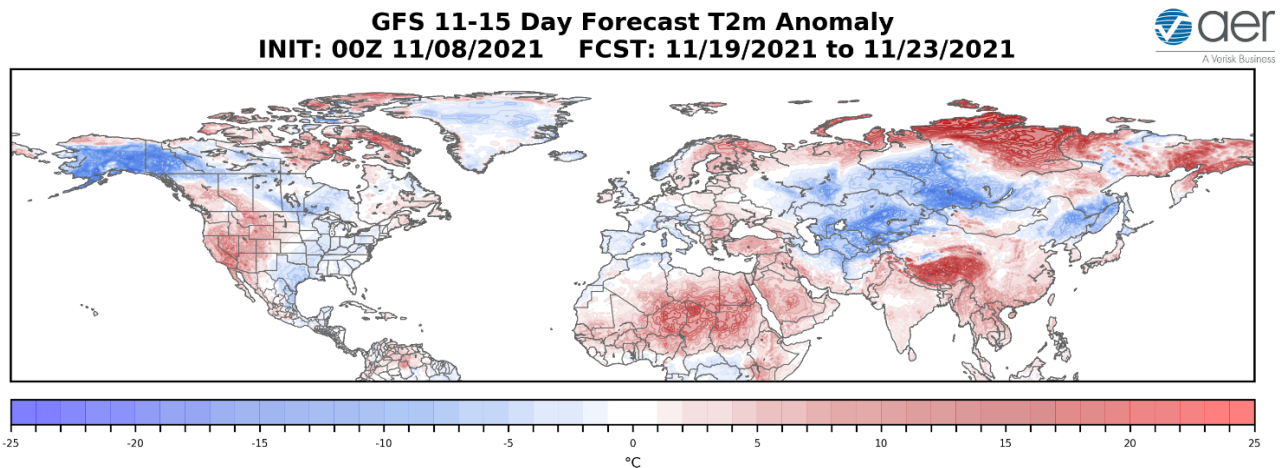 GFS 11-15 Day Forecast T2m Anomaly
INIT: 00Z 11/08/2021 FCST: 11/19/2021 to 11/23/2021
aer
A Verisk Business
-25 -20 -15 -10 -5 0 5 10 15 20 25
°C